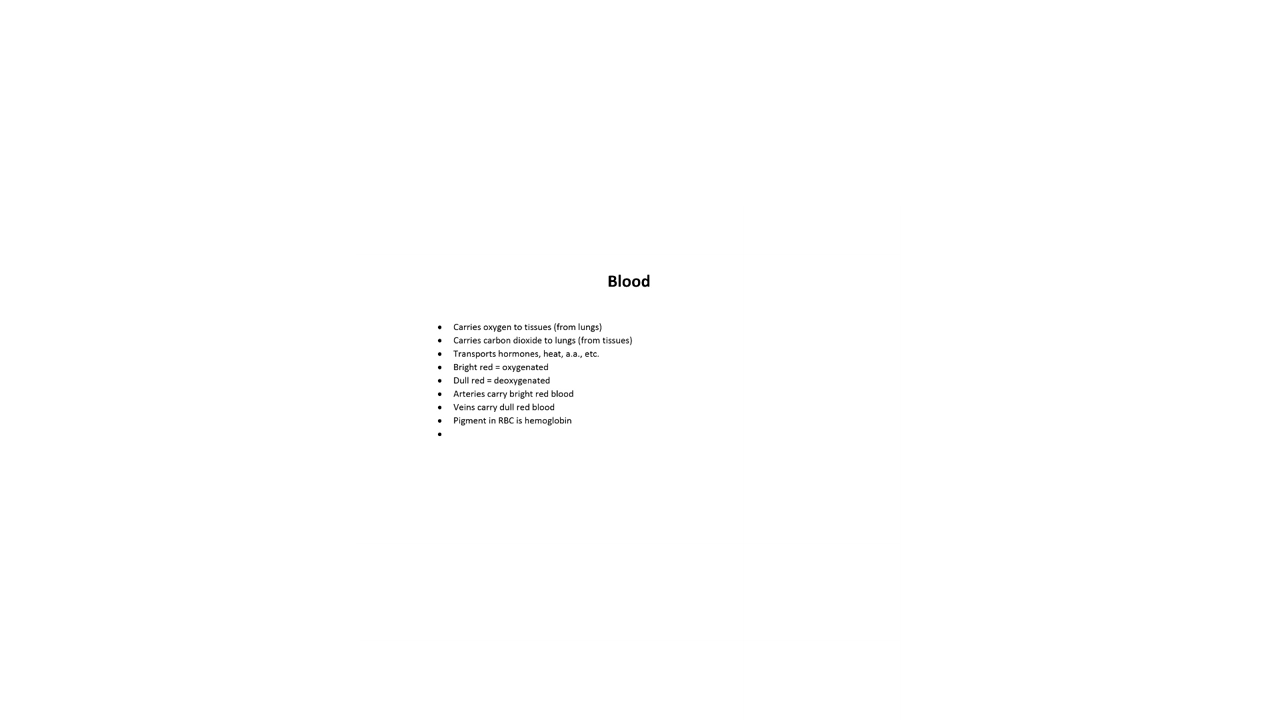 Blood
• Carries oxygen to tissues (from lungs)
• Carries carbon dioxide to lungs (from tissues)
• Transports hormones, heat, a.a., etc.
• Bright red = oxygenated
• Dull red = deoxygenated
• Arteries carry bright red blood
• Veins carry dull red blood
• Pigment in RBC is hemoglobin
•